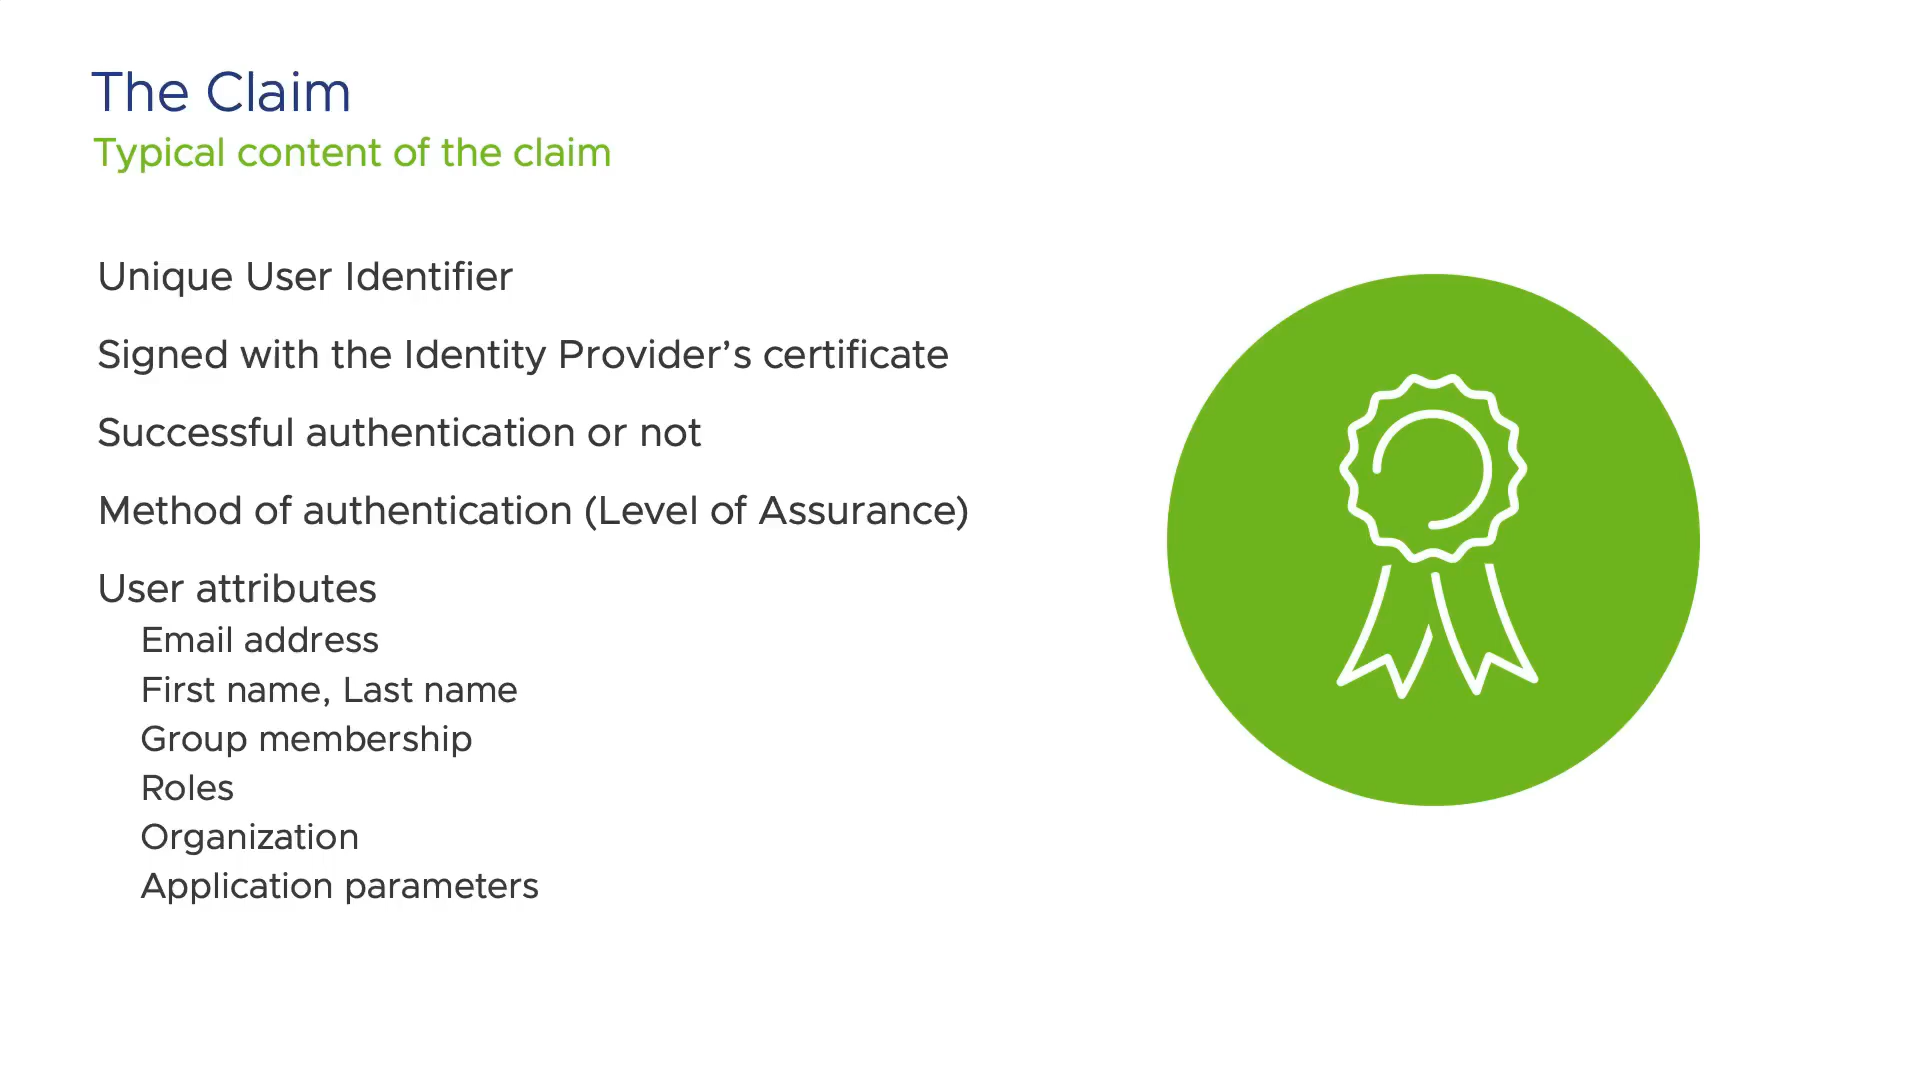 The Claim
Typical content of the claim
Unique User Identifier
Signed with the Identity Provider’s certificate
Successful authentication or not
Method of authentication (Level of Assurance)
User attributes
Email address
First name, Last name
Group membership
Roles
Organization
Application parameters